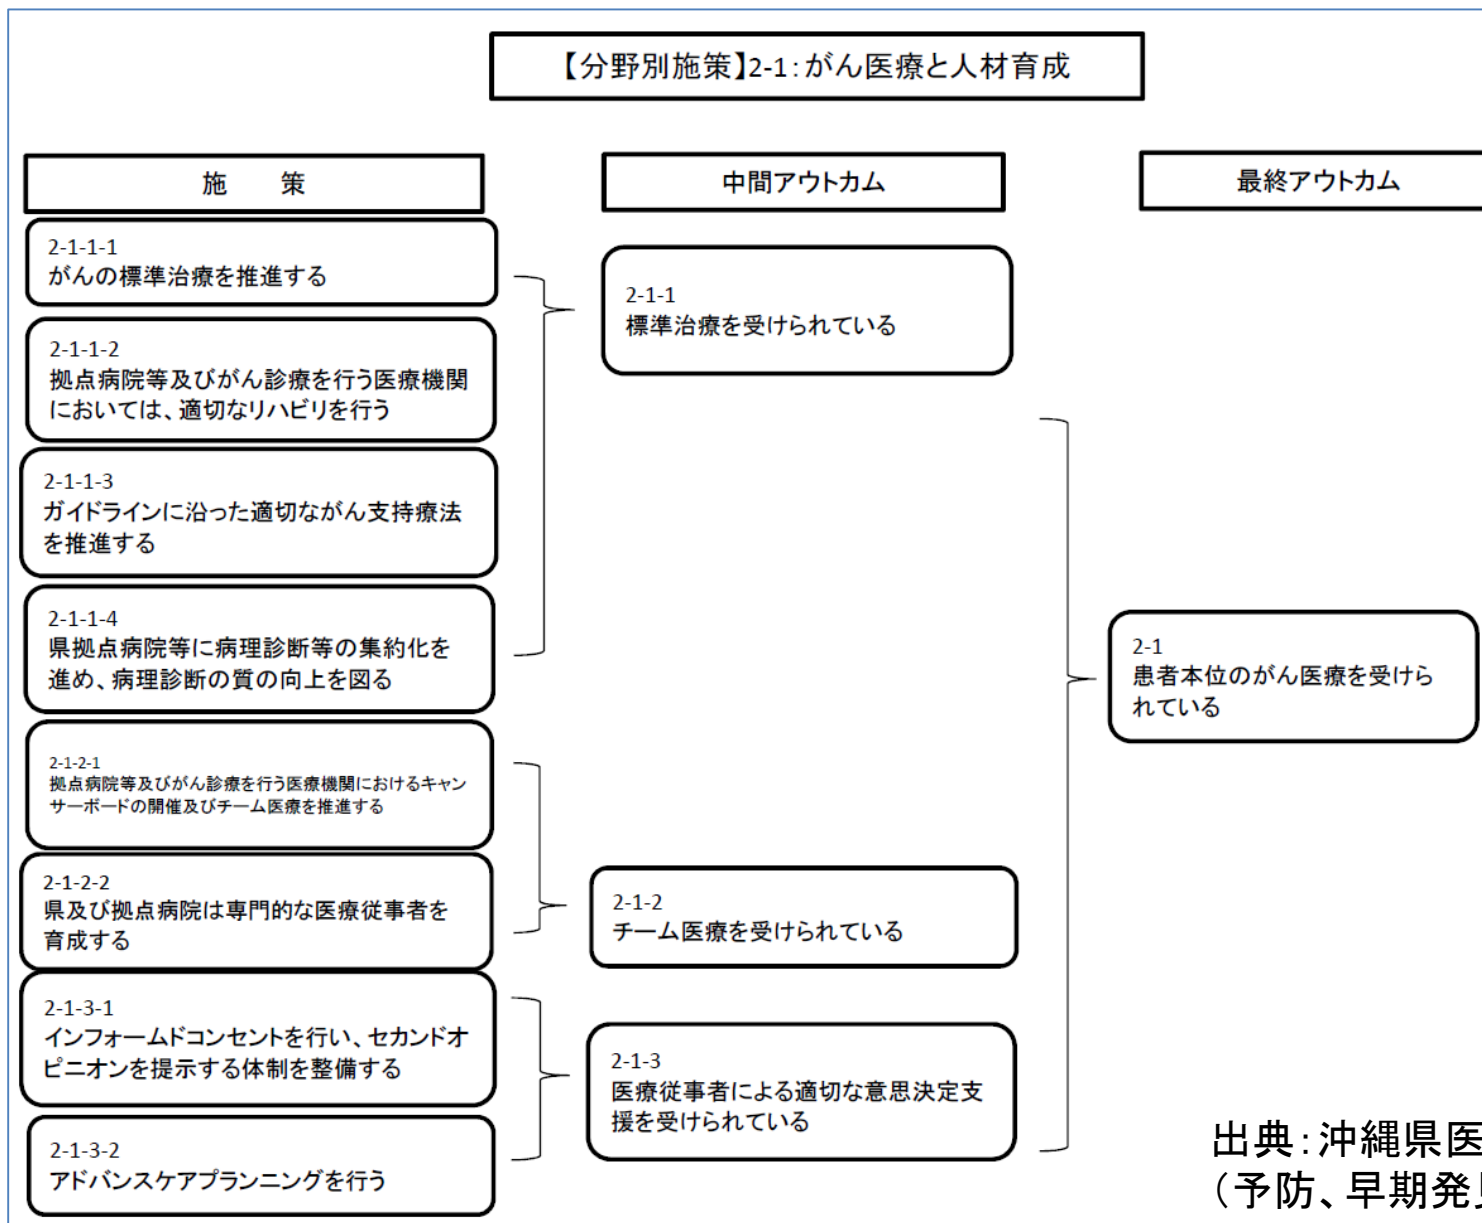 【分野別施策】2-1：がん医療と人材育成
施　　策
中間アウトカム
最終アウトカム
2-1-1-1
がんの標準治療を推進する
2-1-1-2
拠点病院等及びがん診療を行う医療機関
においては、適切なリハビリを行う
2-1-1-3
ガイドラインに沿った適切ながん支持療法
を推進する
2-1-1-4
県拠点病院等に病理診断等の集約化を
進め、病理診断の質の向上を図る
2-1-2-1
拠点病院等及びがん診療を行う医療機関におけるキャン
サーボードの開催及びチーム医療を推進する
2-1-2-2
県及び拠点病院は専門的な医療従事者を
育成する
2-1-3-1
インフォームドコンセントを行い、セカンドオ
ピニオンを提示する体制を整備する
2-1-3-2
アドバンスケアプランニングを行う
2-1-1
標準治療を受けられている
2-1-2
チーム医療を受けられている
2-1-3
医療従事者による適切な意思決定支
援を受けられている
2-1
患者本位のがん医療を受けら
れている
出典：沖縄県医
（予防、早期発見